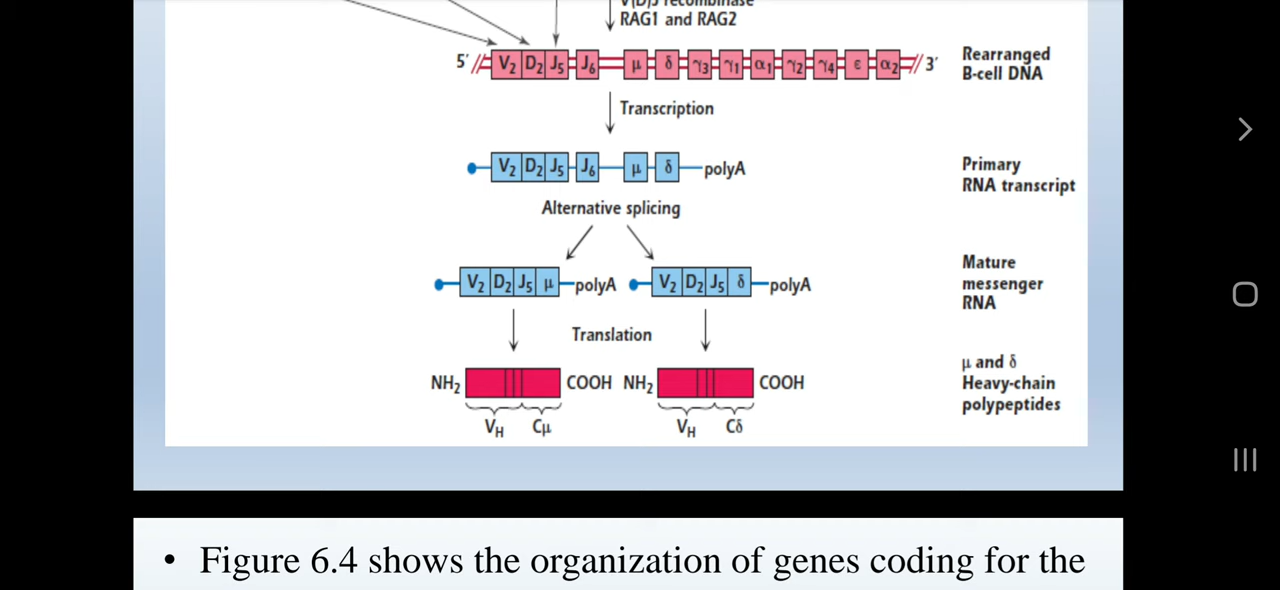 V(D)J recombinase
RAG1 and RAG2
5′ V₂ D₂ J₅ J₆ μ δ γ₃ γ₁ α₁ γ₂ γ₄ ε α₂ 3′
Rearranged
B-cell DNA
Transcription
V₂ D₂ J₅ J₆ μ δ polyA
Primary
RNA transcript
Alternative splicing
V₂ D₂ J₅ μ polyA V₂ D₂ J₅ δ polyA
Mature
messenger
RNA
Translation
NH₂ COOH NH₂ COOH
μ and δ
Heavy-chain
polypeptides
V_H Cμ V_H Cδ
• Figure 6.4 shows the organization of genes coding for the